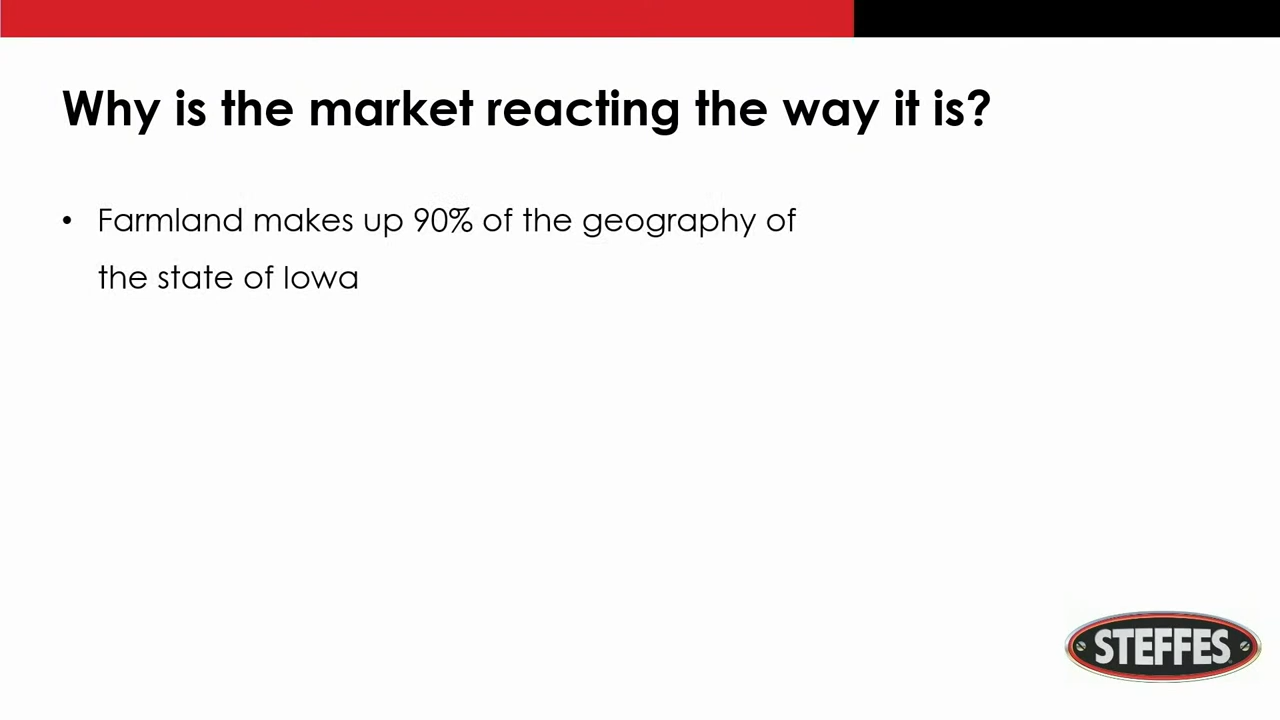 Why is the market reacting the way it is?
• Farmland makes up 90% of the geography of
the state of Iowa
STEFFES